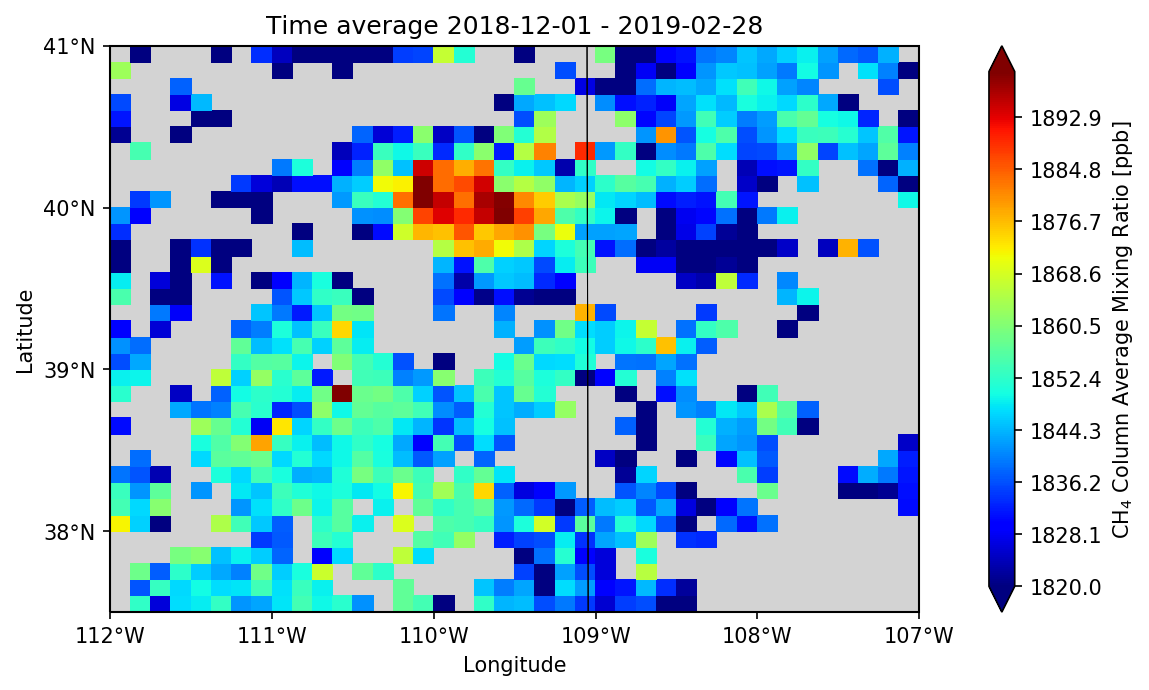 Time average 2018-12-01 - 2019-02-28
41°N
40°N
39°N
38°N
Latitude
112°W 111°W 110°W 109°W 108°W 107°W
Longitude
1892.9
1884.8
1876.7
1868.6
1860.5
1852.4
1844.3
1836.2
1828.1
1820.0
CH₄ Column Average Mixing Ratio [ppb]